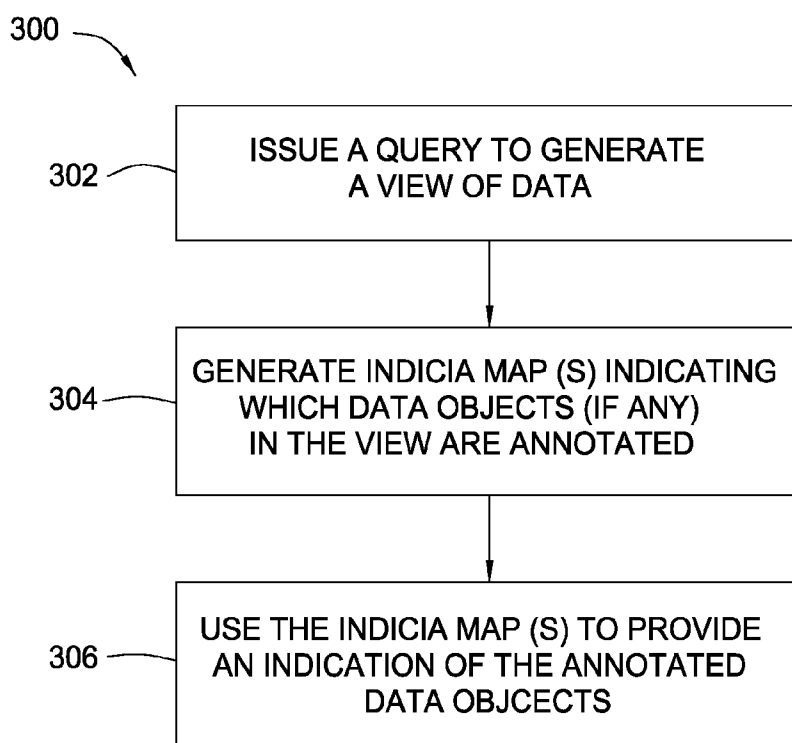 300
302
ISSUE A QUERY TO GENERATE
A VIEW OF DATA
304
GENERATE INDICIA MAP (S) INDICATING
WHICH DATA OBJECTS (IF ANY)
IN THE VIEW ARE ANNOTATED
306
USE THE INDICIA MAP (S) TO PROVIDE
AN INDICATION OF THE ANNOTATED
DATA OBJCECTS